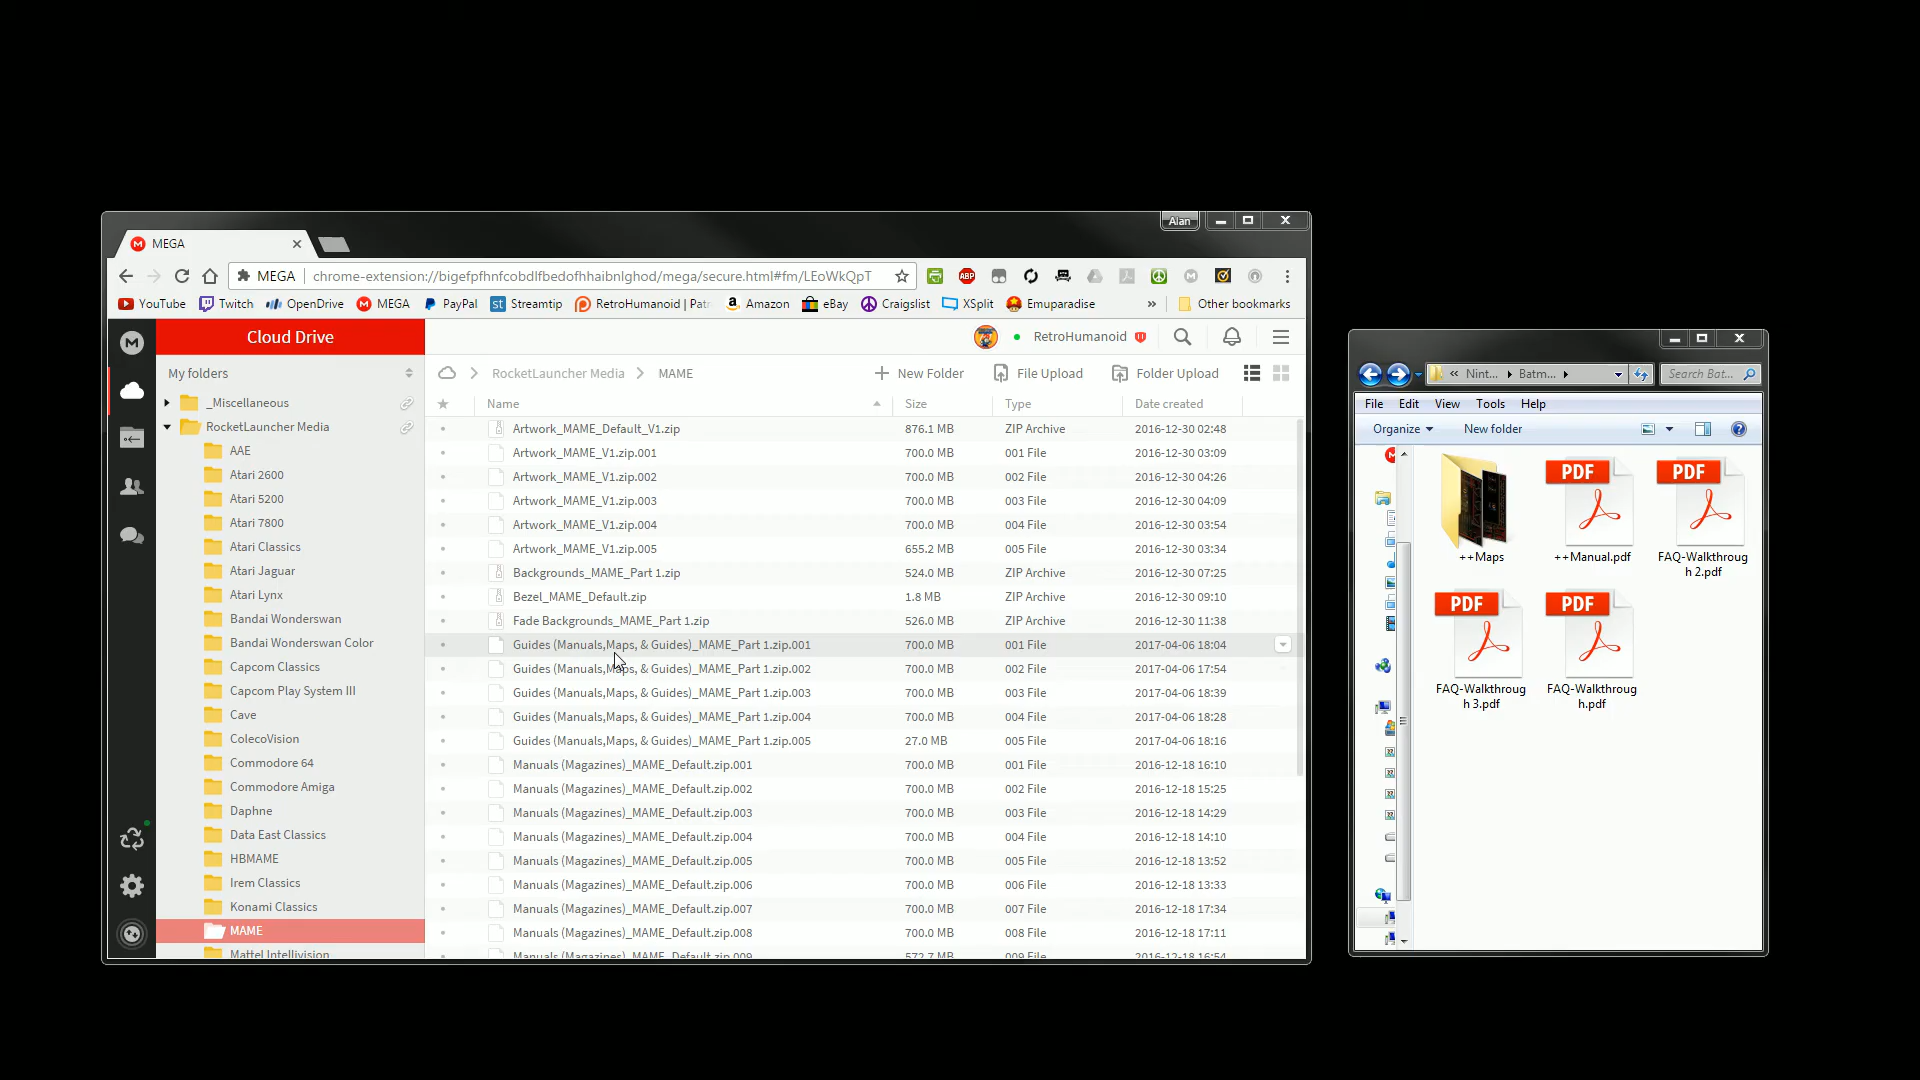 Alan
MEGA
MEGA
chrome-extension://bigefpfhnfcobdlfbedofhhaibnlghod/mega/secure.html#fm/LEoWkQpT
ABP
YouTube Twitch OpenDrive MEGA PayPal st Streamtip RetroHumanoid | Patr Amazon eBay Craigslist XSplit Emuparadise » Other bookmarks
Cloud Drive
RetroHumanoid
My folders
RocketLauncher Media MAME New Folder File Upload Folder Upload
Name Size Type Date created
_Miscellaneous
RocketLauncher Media
AAE
Atari 2600
Atari 5200
Atari 7800
Atari Classics
Atari Jaguar
Atari Lynx
Bandai Wonderswan
Bandai Wonderswan Color
Capcom Classics
Capcom Play System III
Cave
ColecoVision
Commodore 64
Commodore Amiga
Daphne
Data East Classics
HBMAME
Irem Classics
Konami Classics
MAME
Mattel Intellivision
Artwork_MAME_Default_V1.zip 876.1 MB ZIP Archive 2016-12-30 02:48
Artwork_MAME_V1.zip.001 700.0 MB 001 File 2016-12-30 03:09
Artwork_MAME_V1.zip.002 700.0 MB 002 File 2016-12-30 04:26
Artwork_MAME_V1.zip.003 700.0 MB 003 File 2016-12-30 04:09
Artwork_MAME_V1.zip.004 700.0 MB 004 File 2016-12-30 03:54
Artwork_MAME_V1.zip.005 655.2 MB 005 File 2016-12-30 03:34
Backgrounds_MAME_Part 1.zip 524.0 MB ZIP Archive 2016-12-30 07:25
Bezel_MAME_Default.zip 1.8 MB ZIP Archive 2016-12-30 09:10
Fade Backgrounds_MAME_Part 1.zip 526.0 MB ZIP Archive 2016-12-30 11:38
Guides (Manuals,Maps, & Guides)_MAME_Part 1.zip.001 700.0 MB 001 File 2017-04-06 18:04
Guides (Manuals,Maps, & Guides)_MAME_Part 1.zip.002 700.0 MB 002 File 2017-04-06 17:54
Guides (Manuals,Maps, & Guides)_MAME_Part 1.zip.003 700.0 MB 003 File 2017-04-06 18:39
Guides (Manuals,Maps, & Guides)_MAME_Part 1.zip.004 700.0 MB 004 File 2017-04-06 18:28
Guides (Manuals,Maps, & Guides)_MAME_Part 1.zip.005 27.0 MB 005 File 2017-04-06 18:16
Manuals (Magazines)_MAME_Default.zip.001 700.0 MB 001 File 2016-12-18 16:10
Manuals (Magazines)_MAME_Default.zip.002 700.0 MB 002 File 2016-12-18 15:25
Manuals (Magazines)_MAME_Default.zip.003 700.0 MB 003 File 2016-12-18 14:29
Manuals (Magazines)_MAME_Default.zip.004 700.0 MB 004 File 2016-12-18 14:10
Manuals (Magazines)_MAME_Default.zip.005 700.0 MB 005 File 2016-12-18 13:52
Manuals (Magazines)_MAME_Default.zip.006 700.0 MB 006 File 2016-12-18 13:33
Manuals (Magazines)_MAME_Default.zip.007 700.0 MB 007 File 2016-12-18 17:34
Manuals (Magazines)_MAME_Default.zip.008 700.0 MB 008 File 2016-12-18 17:11
Manuals (Magazines)_MAME_Default.zip.009 572.7 MB 009 File 2016-12-18 16:54
« Nint... Batm... Search Bat...
File Edit View Tools Help
Organize New folder
PDF PDF
++Maps ++Manual.pdf FAQ-Walkthroug
h 2.pdf
PDF PDF
FAQ-Walkthroug FAQ-Walkthroug
h 3.pdf h.pdf